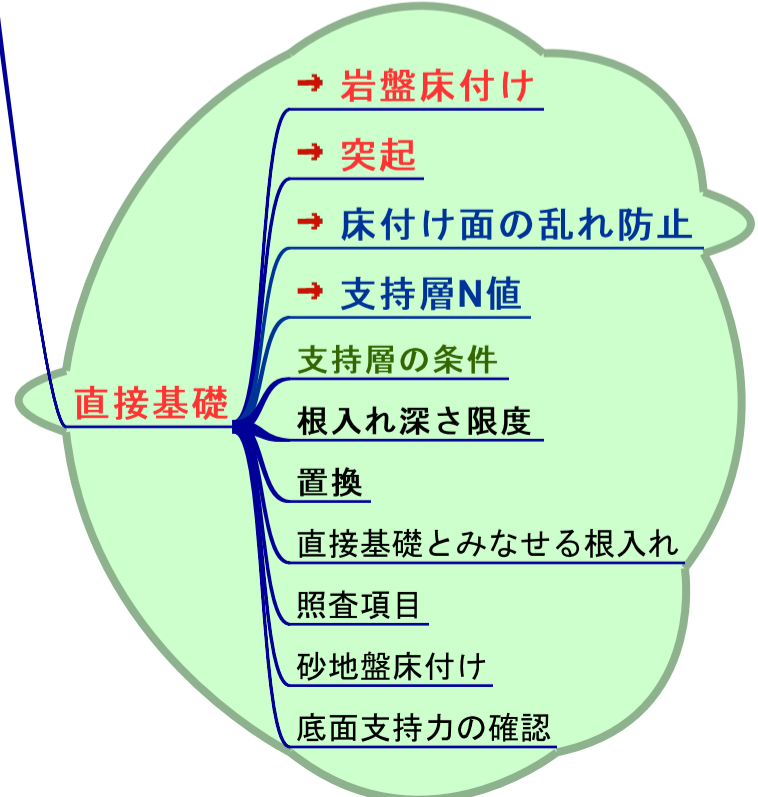 → 岩盤床付け
→ 突起
→ 床付け面の乱れ防止
→ 支持層N値
支持層の条件
直接基礎
根入れ深さ限度
置換
直接基礎とみなせる根入れ
照査項目
砂地盤床付け
底面支持力の確認